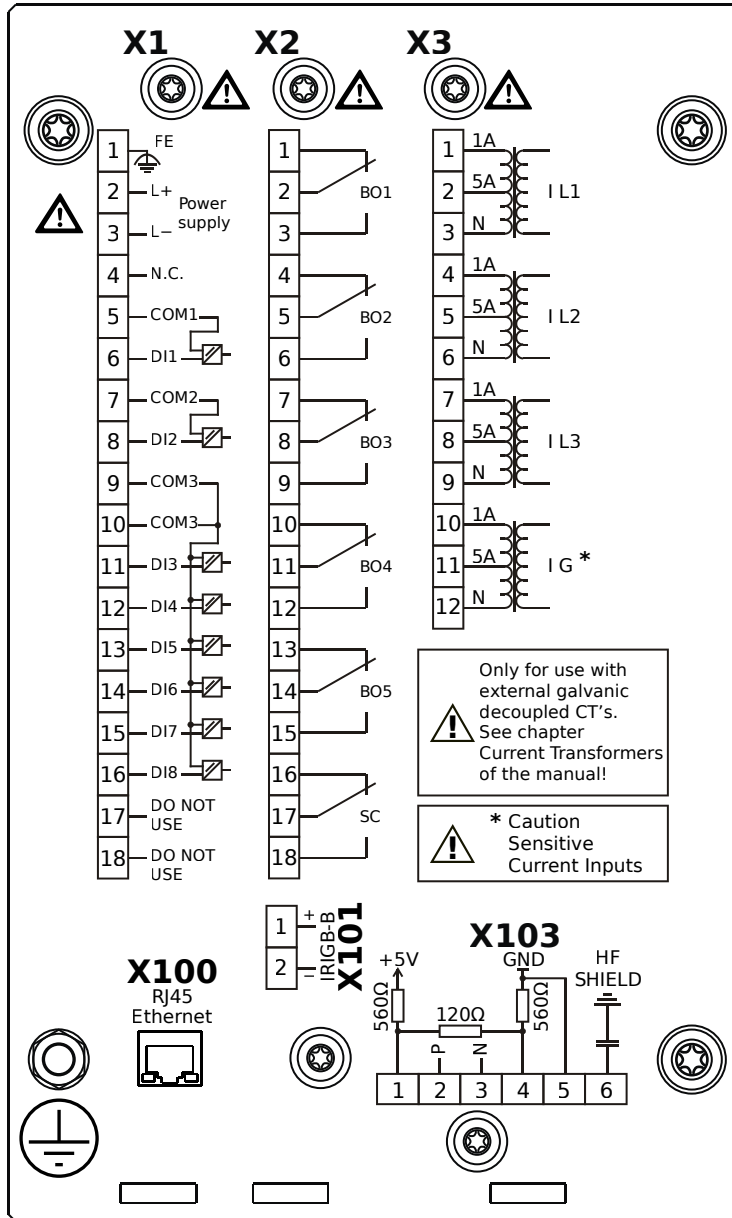 X1
1 FE
2 L+ Power
supply
3 L−
4 N.C.
5 COM1
6 DI1
7 COM2
8 DI2
9 COM3
10 COM3
11 DI3
12 DI4
13 DI5
14 DI6
15 DI7
16 DI8
17 DO NOT
USE
18 DO NOT
USE
X2
1
2 BO1
3
4
5 BO2
6
7
8 BO3
9
10
11 BO4
12
13
14 BO5
15
16
17 SC
18
X3
1 1A
2 5A I L1
3 N
4 1A
5 5A I L2
6 N
7 1A
8 5A I L3
9 N
10 1A
11 5A I G *
12 N
! Only for use with
external galvanic
decoupled CT's.
See chapter
Current Transformers
of the manual!
! * Caution
Sensitive
Current Inputs
!
!
!
!
X100
RJ45
Ethernet
X101
IRIGB-B
1 +
2 −
X103
+5V
GND
HF
SHIELD
560Ω
120Ω
560Ω
P
N
1 2 3 4 5 6